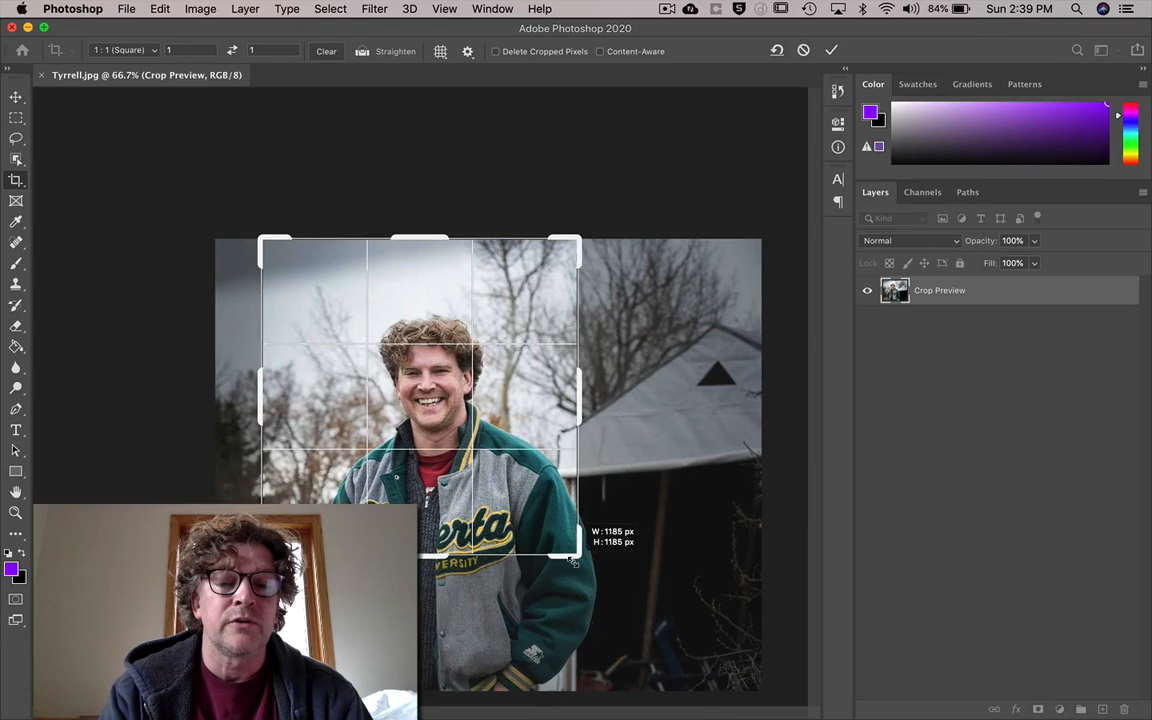 Photoshop File Edit Image Layer Type Select Filter 3D View Window Help 84% Sun 2:39 PM
Adobe Photoshop 2020
1 : 1 (Square) 1 1 Clear Straighten Delete Cropped Pixels Content-Aware
Tyrrell.jpg @ 66.7% (Crop Preview, RGB/8)
Color Swatches Gradients Patterns
Layers Channels Paths
Kind
Normal Opacity: 100%
Lock: Fill: 100%
Crop Preview
W: 1185 px
H: 1185 px
erta
VERSITY